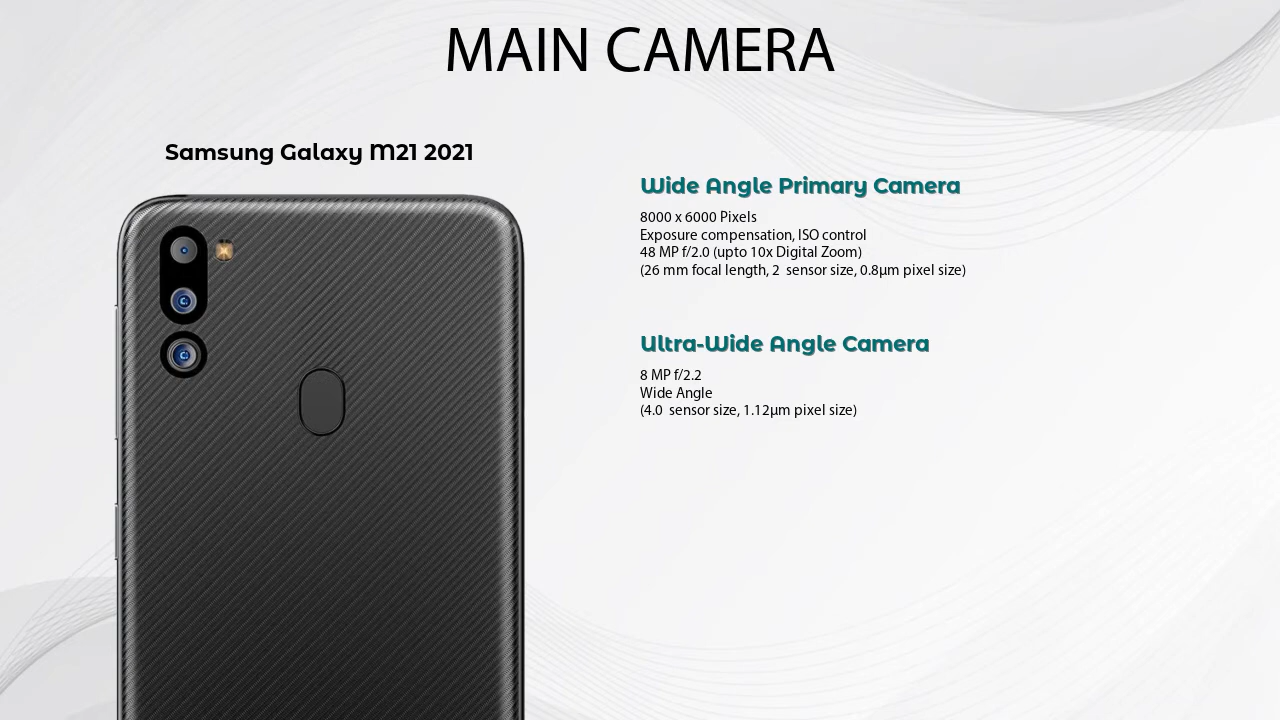 MAIN CAMERA
Samsung Galaxy M21 2021
Wide Angle Primary Camera
8000 x 6000 Pixels
Exposure compensation, ISO control
48 MP f/2.0 (upto 10x Digital Zoom)
(26 mm focal length, 2  sensor size, 0.8µm pixel size)
Ultra-Wide Angle Camera
8 MP f/2.2
Wide Angle
(4.0  sensor size, 1.12µm pixel size)